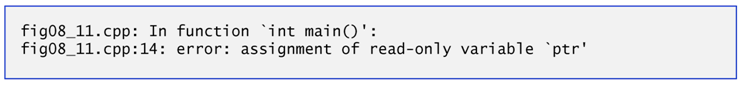 fig08_11.cpp: In function `int main()':
fig08_11.cpp:14: error: assignment of read-only variable `ptr'